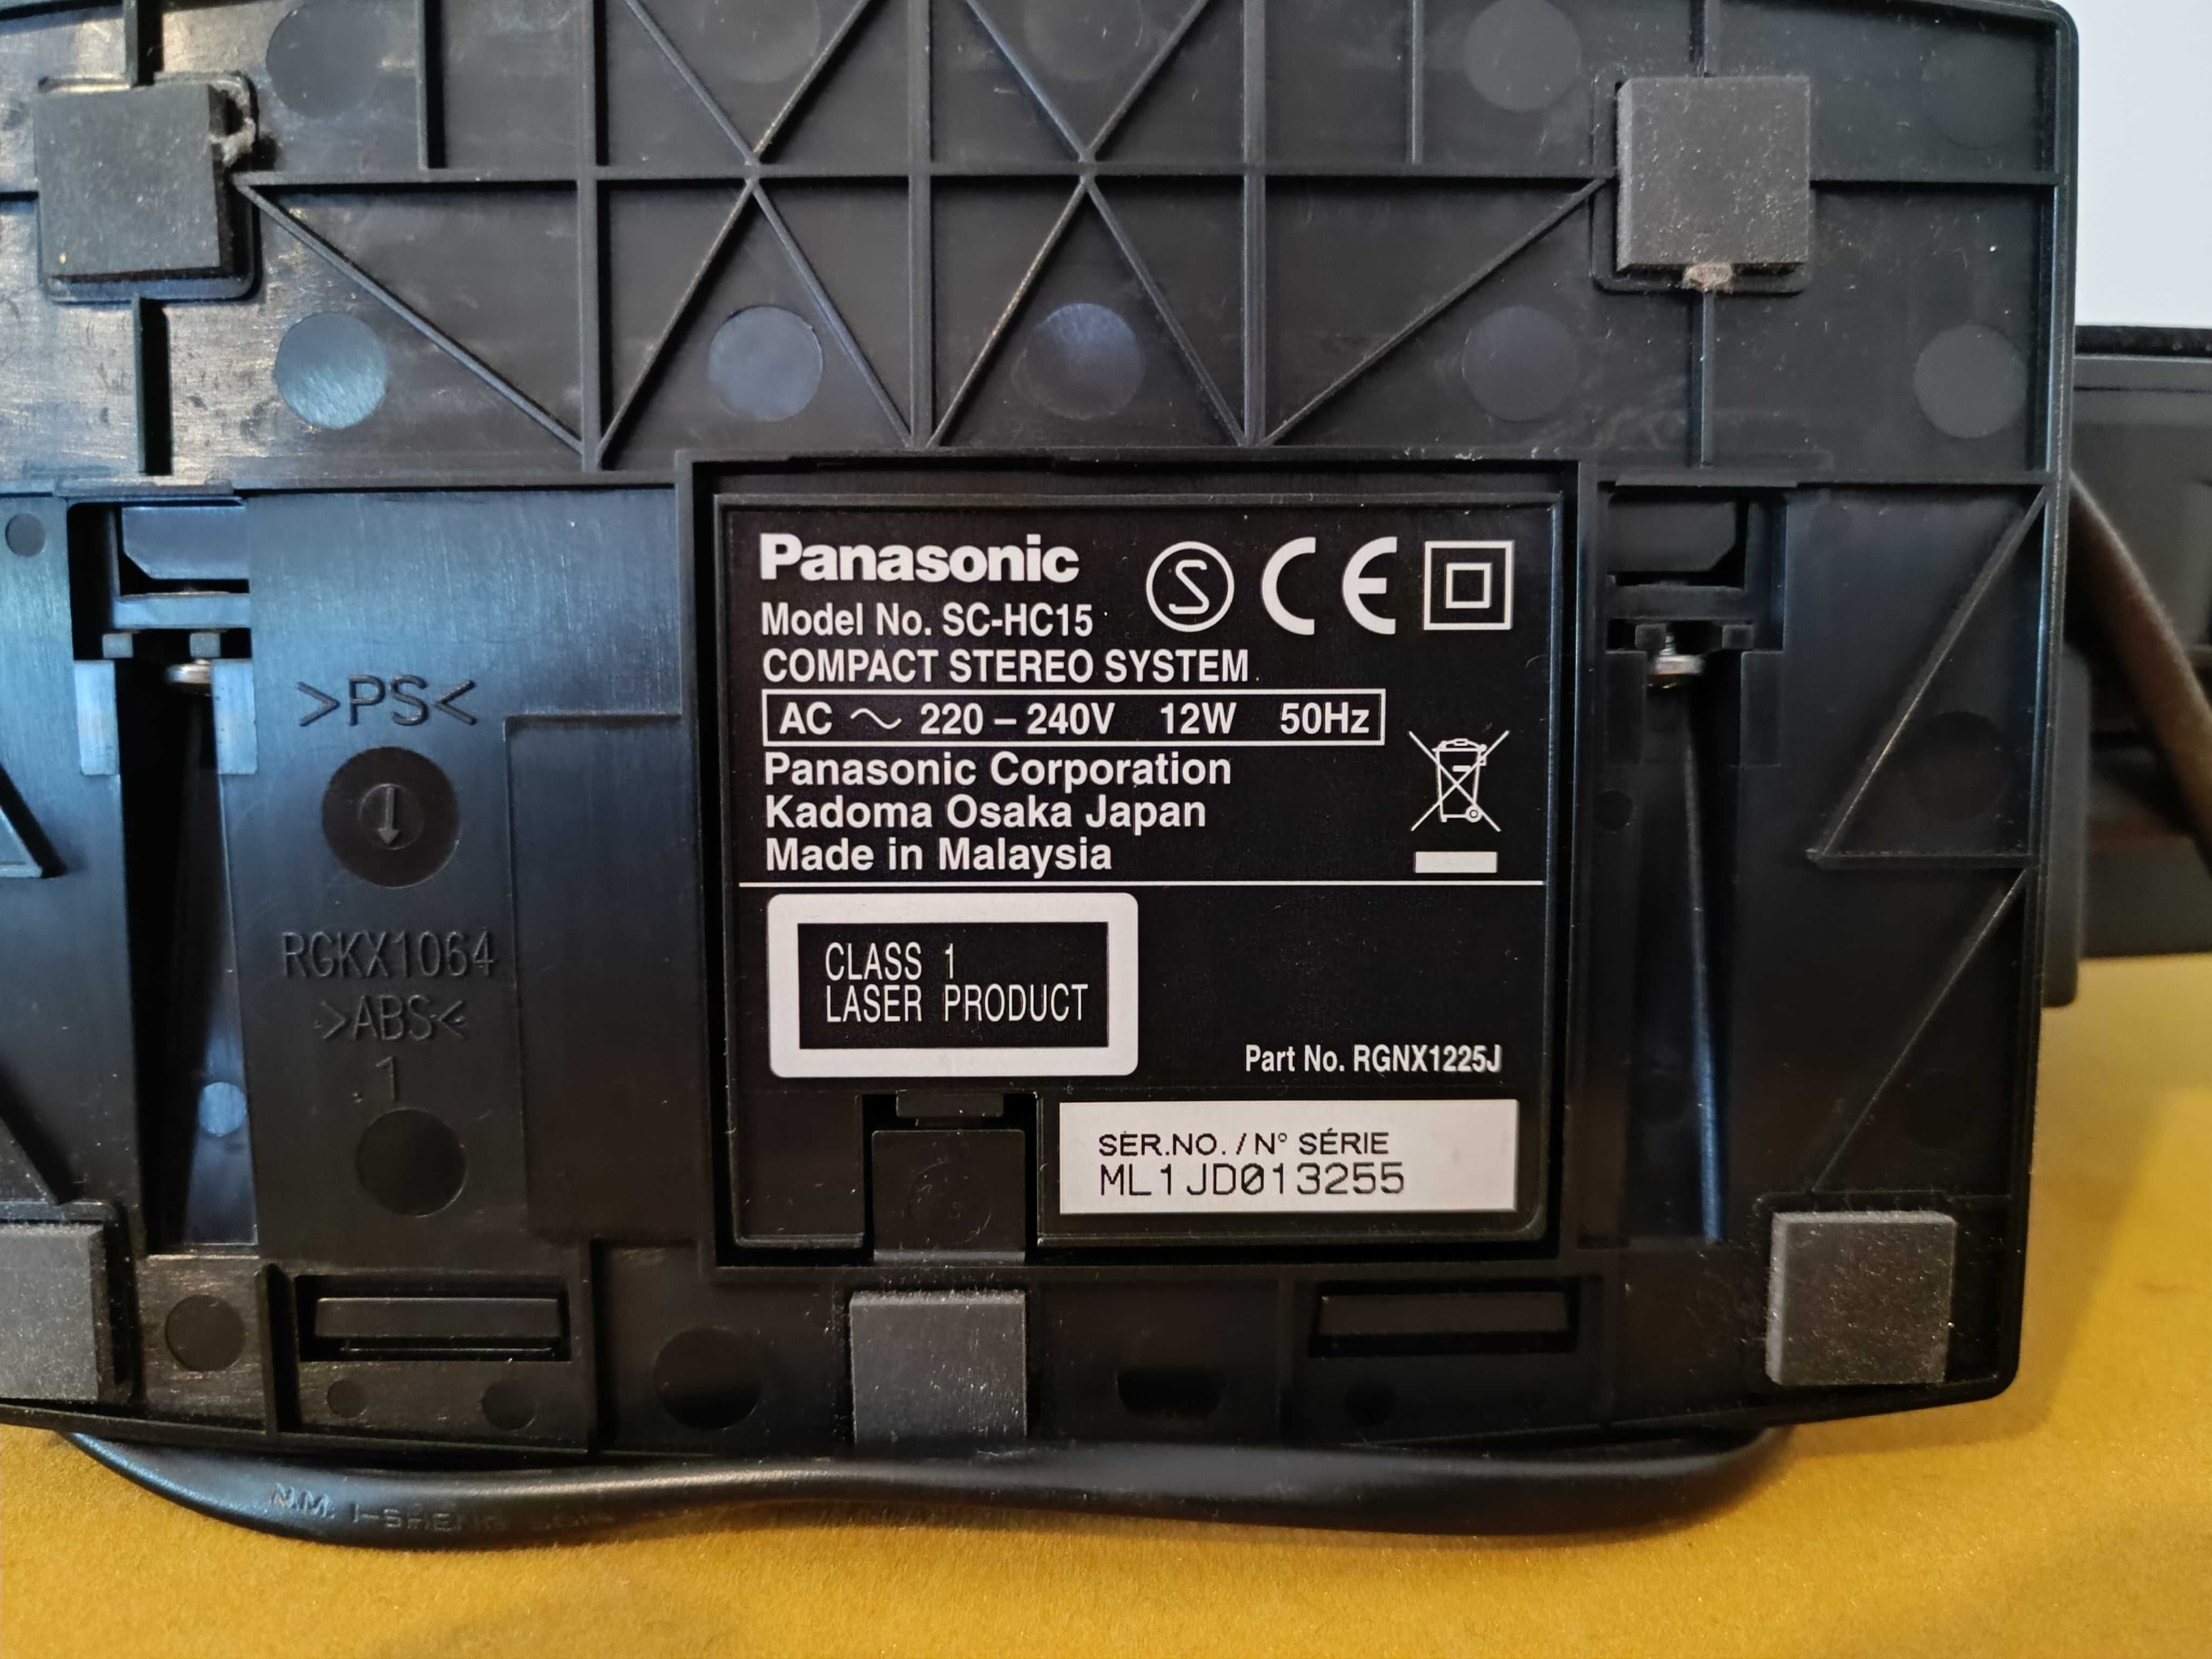 Panasonic
Model No. SC-HC15
COMPACT STEREO SYSTEM
AC ~ 220 – 240V 12W 50Hz
Panasonic Corporation
Kadoma Osaka Japan
Made in Malaysia
CLASS 1
LASER PRODUCT
Part No. RGNX1225J
SER.NO. / N° SÉRIE
ML1JD013255
>PS<
RGKX1064
>ABS<
1
I-SHENG